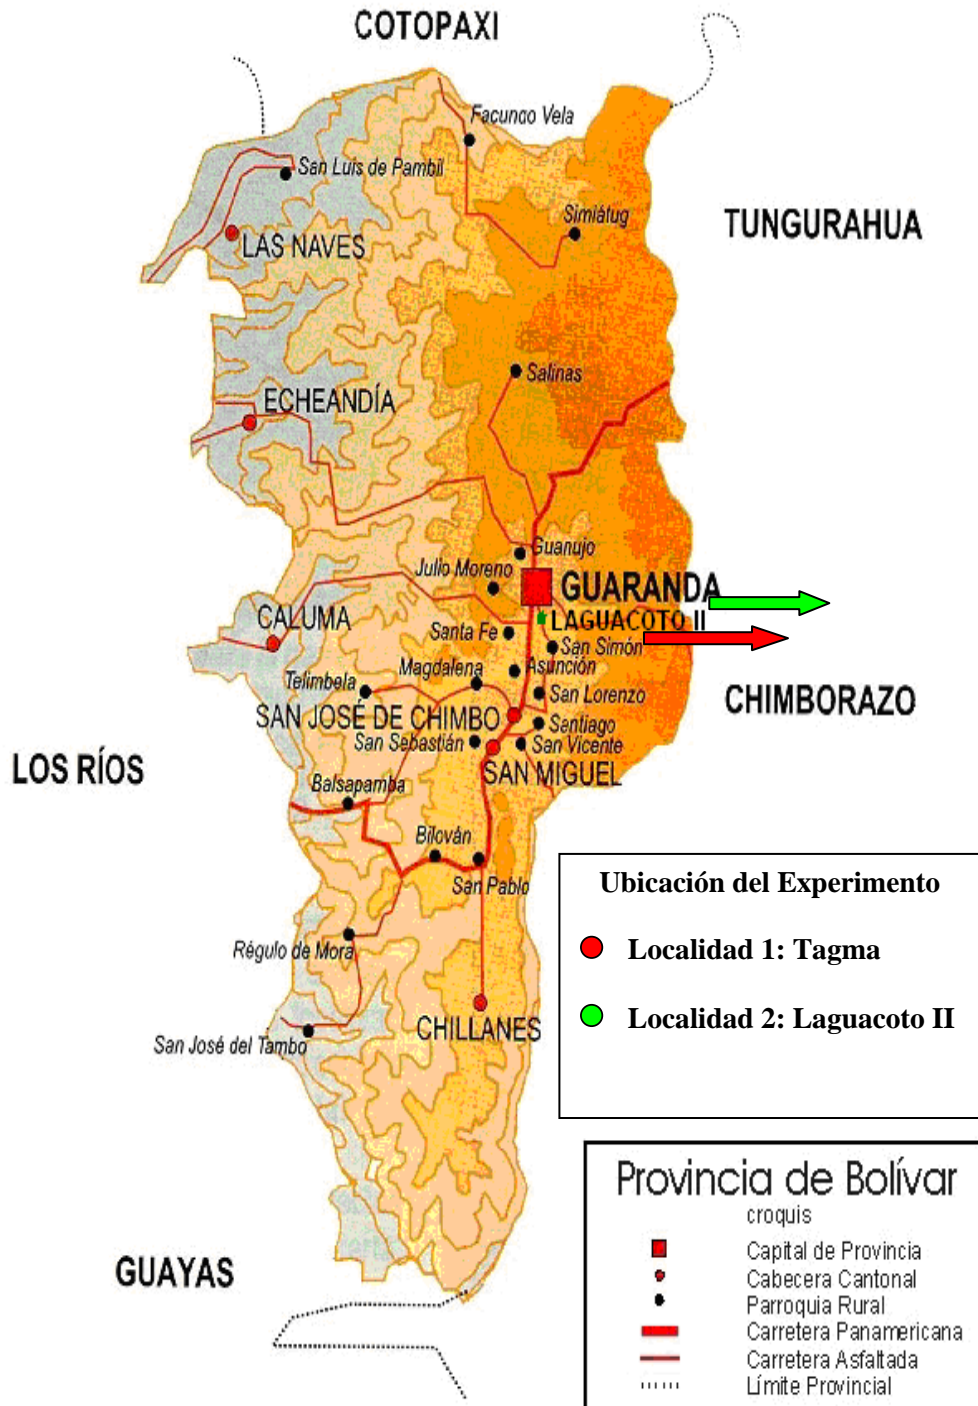 COTOPAXI
Facunoo Vela
San Luis de Pambil
Simiátug
TUNGURAHUA
LAS NAVES
Salinas
ECHEANDÍA
Guanujo
Julio Moreno
GUARANDA
LAGUACOTO II
CALUMA
Santa Fe
San Simón
Magdalena
Asunción
Telimbela
San Lorenzo
CHIMBORAZO
SAN JOSÉ DE CHIMBO
Santiago
San Sebastián
San Vicente
LOS RÍOS
SAN MIGUEL
Balsapamba
Bilován
San Pablo
Ubicación del Experimento
Localidad 1: Tagma
Régulo de Mora
Localidad 2: Laguacoto II
CHILLANES
San José del Tambo
Provincia de Bolívar
croquis
GUAYAS
Capital de Provincia
Cabecera Cantonal
Parroquia Rural
Carretera Panamericana
Carretera Asfaltada
Límite Provincial